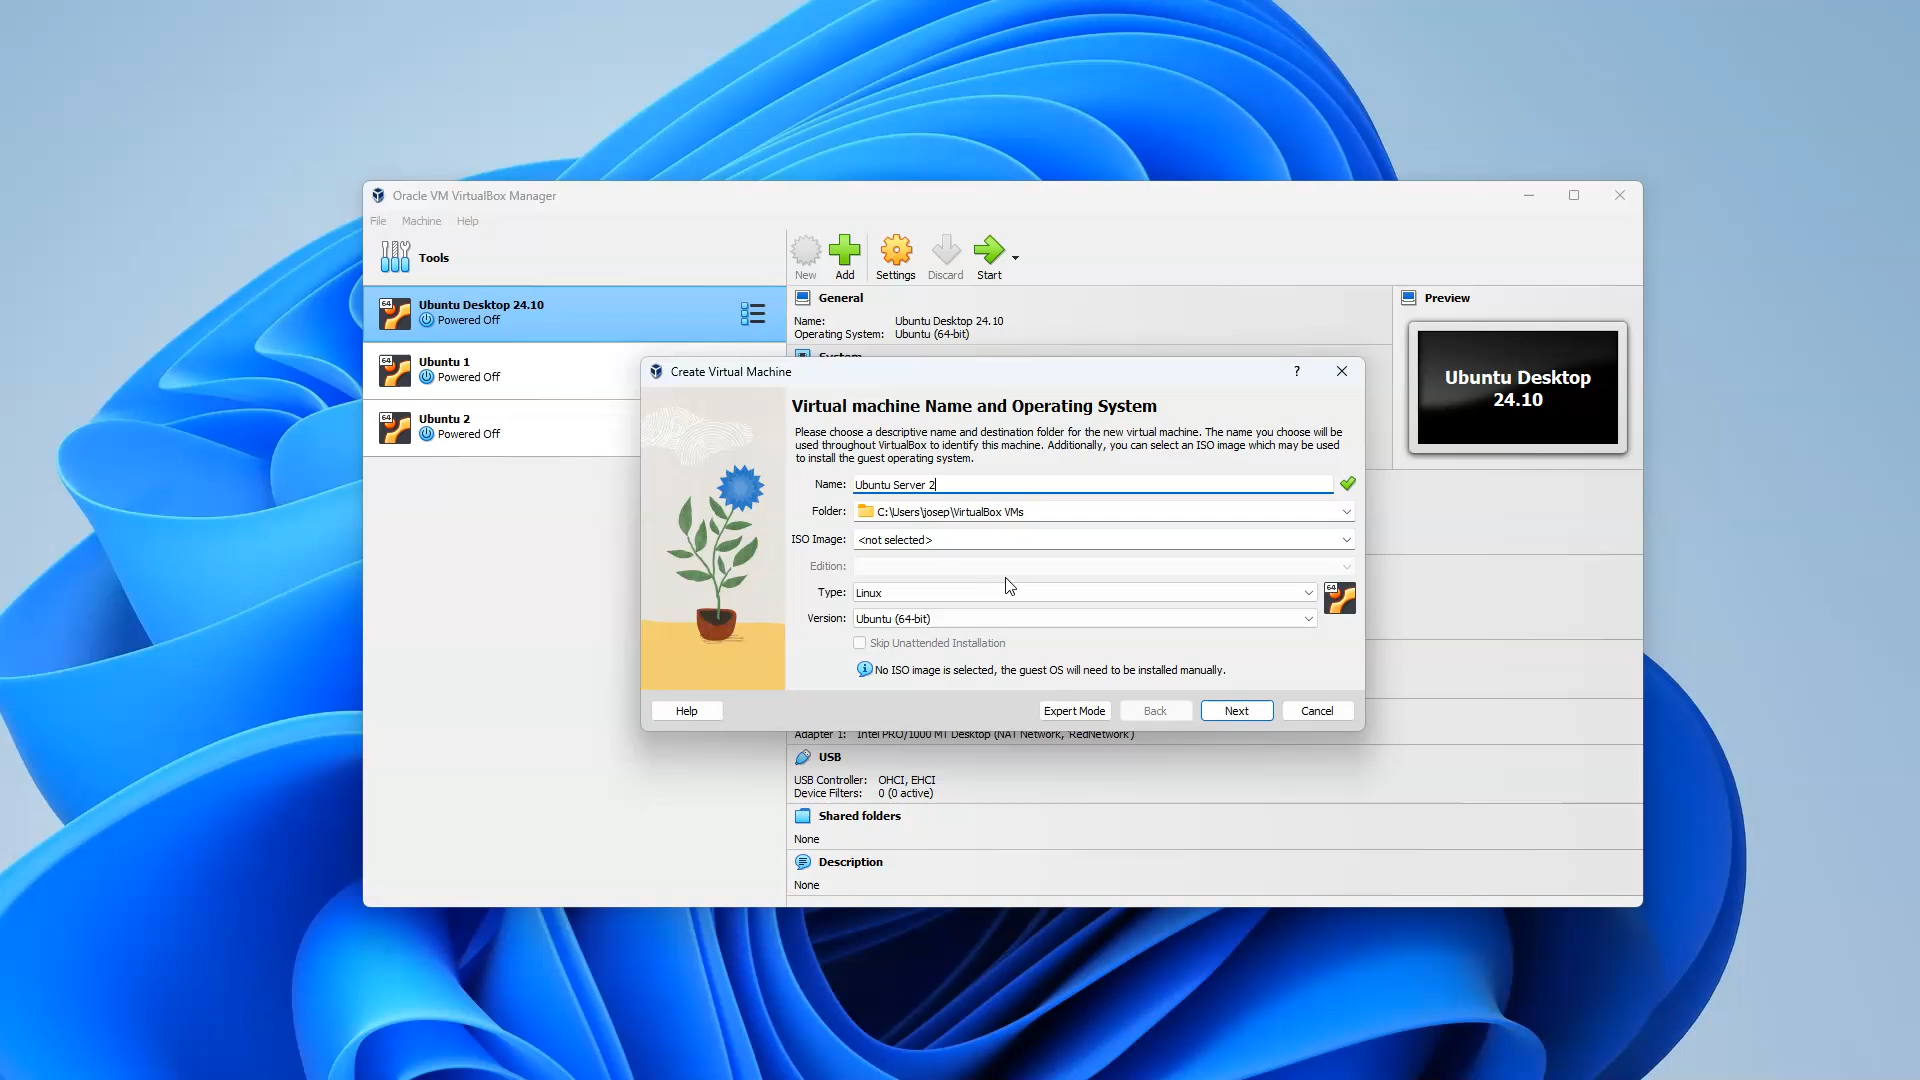 Oracle VM VirtualBox Manager
File Machine Help
Tools
New Add Settings Discard Start
64 Ubuntu Desktop 24.10
Powered Off
64 Ubuntu 1
Powered Off
64 Ubuntu 2
Powered Off
General
Name: Ubuntu Desktop 24.10
Operating System: Ubuntu (64-bit)
System
Preview
Ubuntu Desktop
24.10
Create Virtual Machine
?
Virtual machine Name and Operating System
Please choose a descriptive name and destination folder for the new virtual machine. The name you choose will be
used throughout VirtualBox to identify this machine. Additionally, you can select an ISO image which may be used
to install the guest operating system.
Name: Ubuntu Server 2
Folder: C:\Users\josep\VirtualBox VMs
ISO Image: <not selected>
Edition:
Type: Linux
64
Version: Ubuntu (64-bit)
Skip Unattended Installation
No ISO image is selected, the guest OS will need to be installed manually.
Help Expert Mode Back Next Cancel
Adapter 1: Intel PRO/1000 MT Desktop (NAT Network, 'RedNetwork')
USB
USB Controller: OHCI, EHCI
Device Filters: 0 (0 active)
Shared folders
None
Description
None